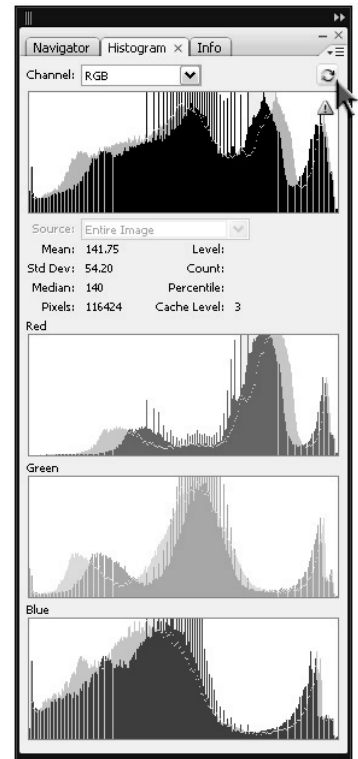 Navigator Histogram × Info
Channel: RGB
Source: Entire Image
Mean: 141.75 Level:
Std Dev: 54.20 Count:
Median: 140 Percentile:
Pixels: 116424 Cache Level: 3
Red
Green
Blue